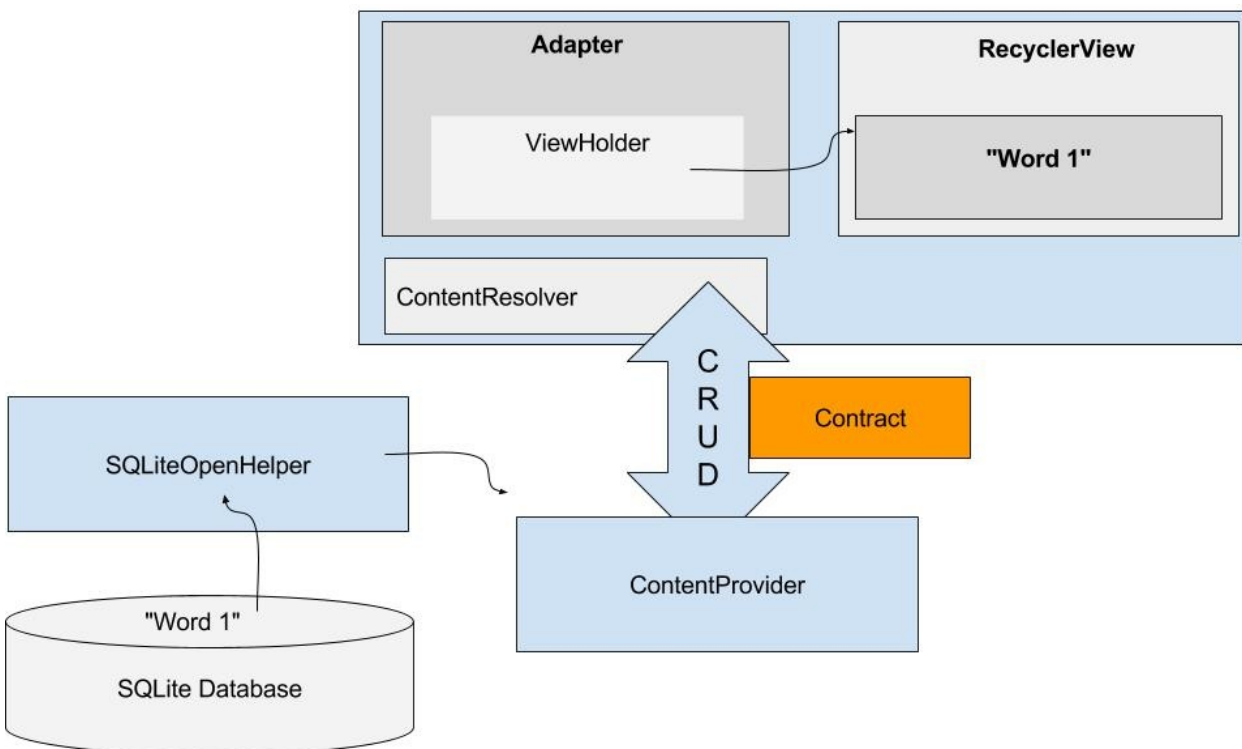 Adapter
RecyclerView
ViewHolder
"Word 1"
ContentResolver
C
R
U
D
Contract
SQLiteOpenHelper
ContentProvider
"Word 1"
SQLite Database